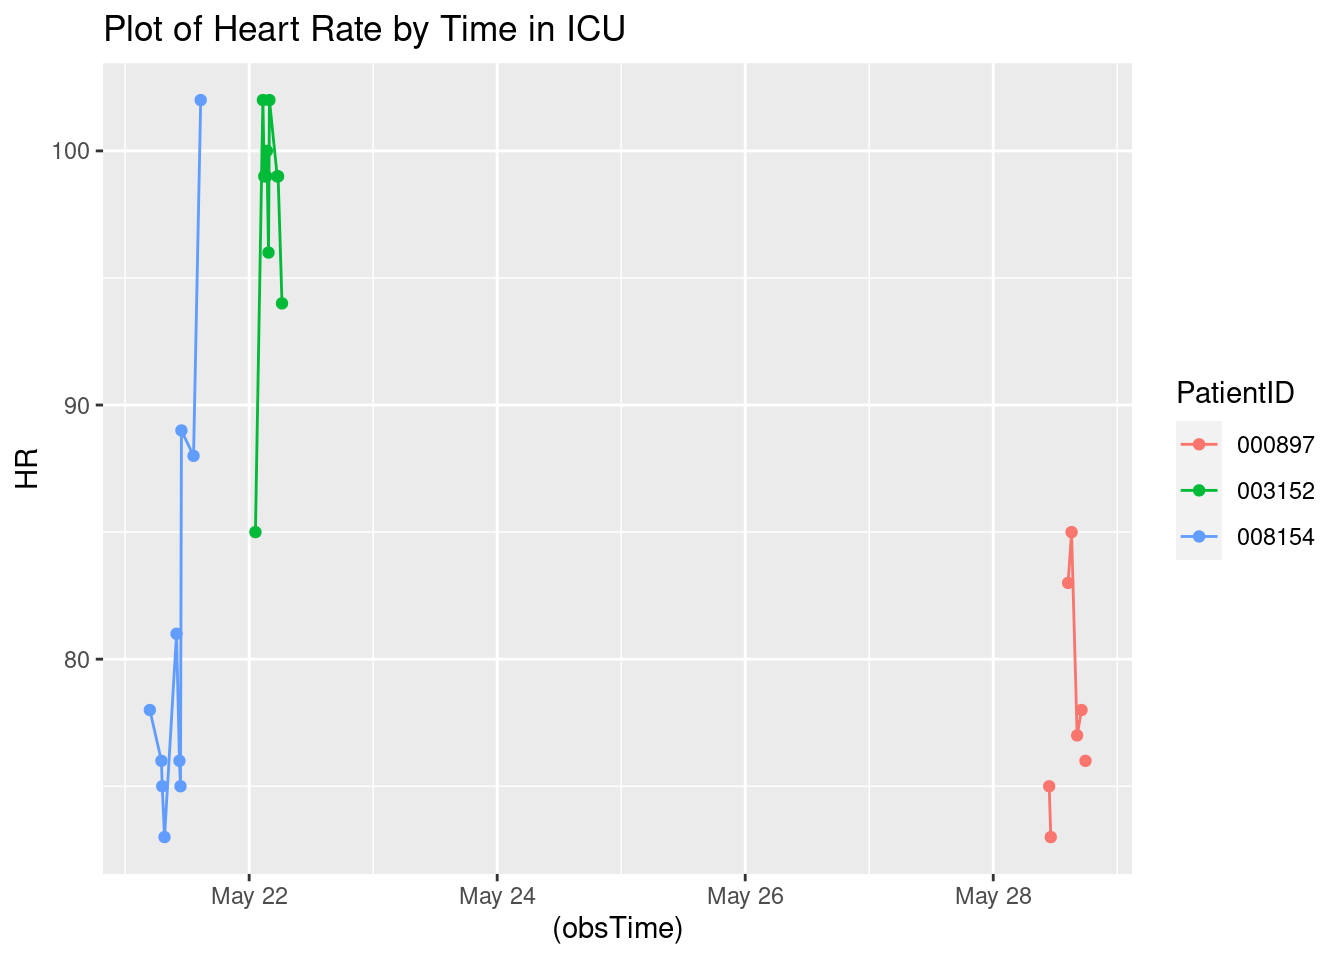 Plot of Heart Rate by Time in ICU
100
90
80
HR
May 22
May 24
May 26
May 28
(obsTime)
PatientID
000897
003152
008154